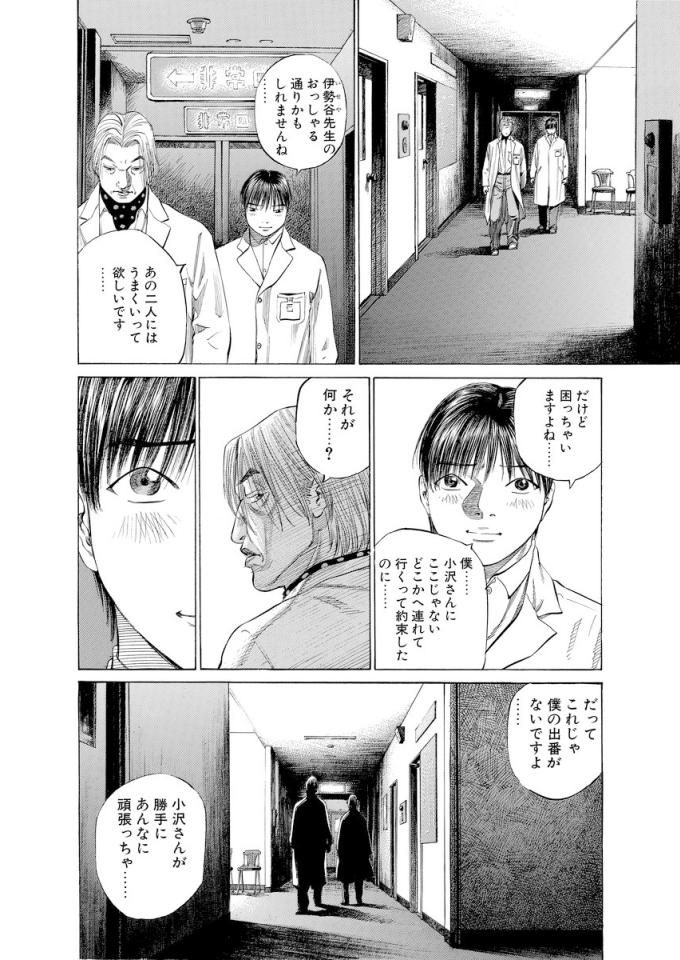 ←非常口
非常口
伊勢谷先生の
いせや
おっしゃる
通りかも
しれませんね
……
あの二人には
うまくいって
欲しいです
……
だけど
困っちゃい
ますよね…
僕……
小沢さんに
ここじゃない
どこかへ連れて
行くって約束した
のに……
それが
何か……？
だって
これじゃ
僕の出番が
ないですよ
……
小沢さんが
勝手に
あんなに
頑張っちゃ……